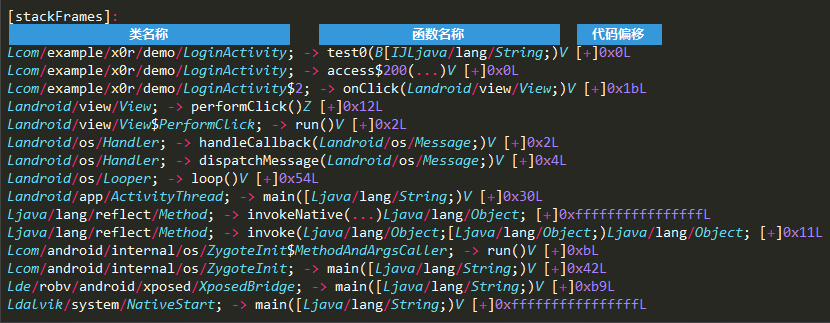 [stackFrames]:
类名称 函数名称 代码偏移
Lcom/example/x0r/demo/LoginActivity; -> test0(B[IJLjava/lang/String;)V [+]0x0L
Lcom/example/x0r/demo/LoginActivity; -> access$200(...)V [+]0x0L
Lcom/example/x0r/demo/LoginActivity$2; -> onClick(Landroid/view/View;)V [+]0x1bL
Landroid/view/View; -> performClick()Z [+]0x12L
Landroid/view/View$PerformClick; -> run()V [+]0x2L
Landroid/os/Handler; -> handleCallback(Landroid/os/Message;)V [+]0x2L
Landroid/os/Handler; -> dispatchMessage(Landroid/os/Message;)V [+]0x4L
Landroid/os/Looper; -> loop()V [+]0x54L
Landroid/app/ActivityThread; -> main([Ljava/lang/String;)V [+]0x30L
Ljava/lang/reflect/Method; -> invokeNative(...)Ljava/lang/Object; [+]0xffffffffffffffffL
Ljava/lang/reflect/Method; -> invoke(Ljava/lang/Object;[Ljava/lang/Object;)Ljava/lang/Object; [+]0x11L
Lcom/android/internal/os/ZygoteInit$MethodAndArgsCaller; -> run()V [+]0xbL
Lcom/android/internal/os/ZygoteInit; -> main([Ljava/lang/String;)V [+]0x42L
Lde/robv/android/xposed/XposedBridge; -> main([Ljava/lang/String;)V [+]0xb9L
Ldalvik/system/NativeStart; -> main([Ljava/lang/String;)V [+]0xffffffffffffffffL